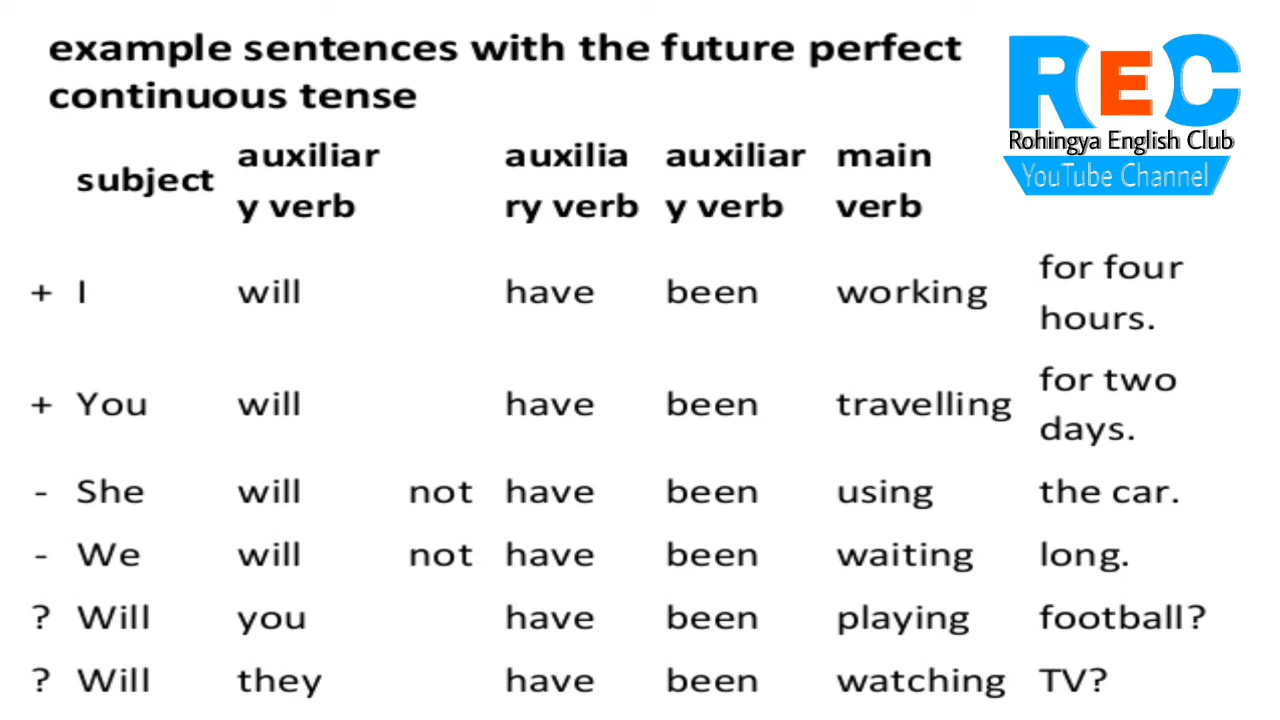 example sentences with the future perfect
continuous tense
REC
Rohingya English Club
YouTube Channel
subject auxiliar y verb auxilia ry verb auxiliar y verb main verb
+ I will have been working for four hours.
+ You will have been travelling for two days.
- She will not have been using the car.
- We will not have been waiting long.
? Will you have been playing football?
? Will they have been watching TV?